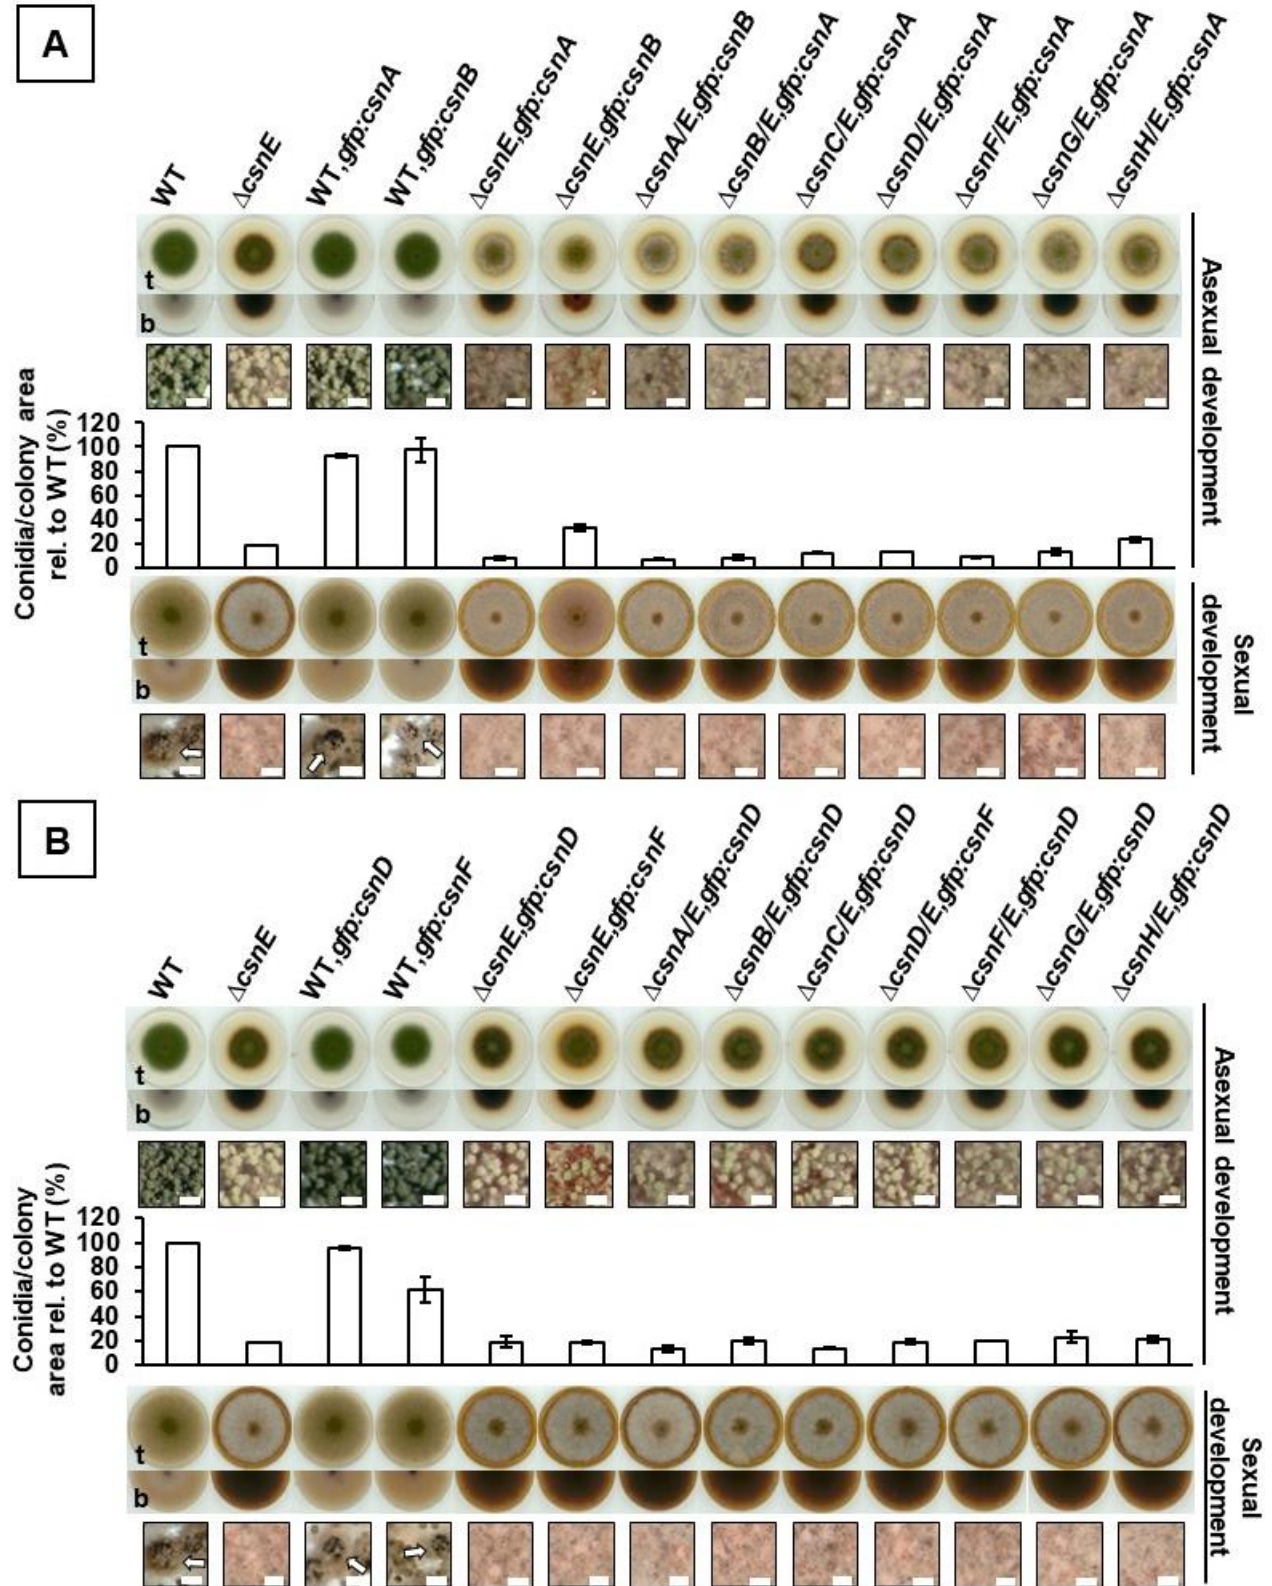 A
WT
ΔcsnE
WT,gfp:csnA
WT,gfp:csnB
ΔcsnE,gfp:csnA
ΔcsnE,gfp:csnB
ΔcsnA/E,gfp:csnB
ΔcsnB/E,gfp:csnA
ΔcsnC/E,gfp:csnA
ΔcsnD/E,gfp:csnA
ΔcsnF/E,gfp:csnA
ΔcsnG/E,gfp:csnA
ΔcsnH/E,gfp:csnA
t
b
Asexual development
Conidia/colony area
rel. to WT (%)
120
100
80
60
40
20
0
t
b
Sexual
development
B
WT
ΔcsnE
WT,gfp:csnD
WT,gfp:csnF
ΔcsnE,gfp:csnD
ΔcsnE,gfp:csnF
ΔcsnA/E,gfp:csnD
ΔcsnB/E,gfp:csnD
ΔcsnC/E,gfp:csnD
ΔcsnD/E,gfp:csnF
ΔcsnF/E,gfp:csnD
ΔcsnG/E,gfp:csnD
ΔcsnH/E,gfp:csnD
t
b
Asexual development
Conidia/colony
area rel. to WT (%)
120
100
80
60
40
20
0
t
b
Sexual
development